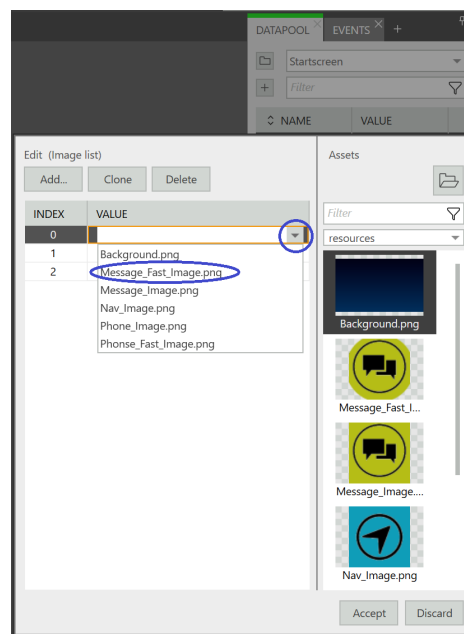 DATAPOOL EVENTS +
Startscreen
+ Filter
NAME VALUE
Edit (Image list)
Assets
Add... Clone Delete
INDEX VALUE
Filter
0
resources
1 Background.png
2 Message_Fast_Image.png
Message_Image.png
Nav_Image.png
Phone_Image.png
Phonse_Fast_Image.png
Background.png
Message_Fast_I...
Message_Image....
Nav_Image.png
Accept Discard